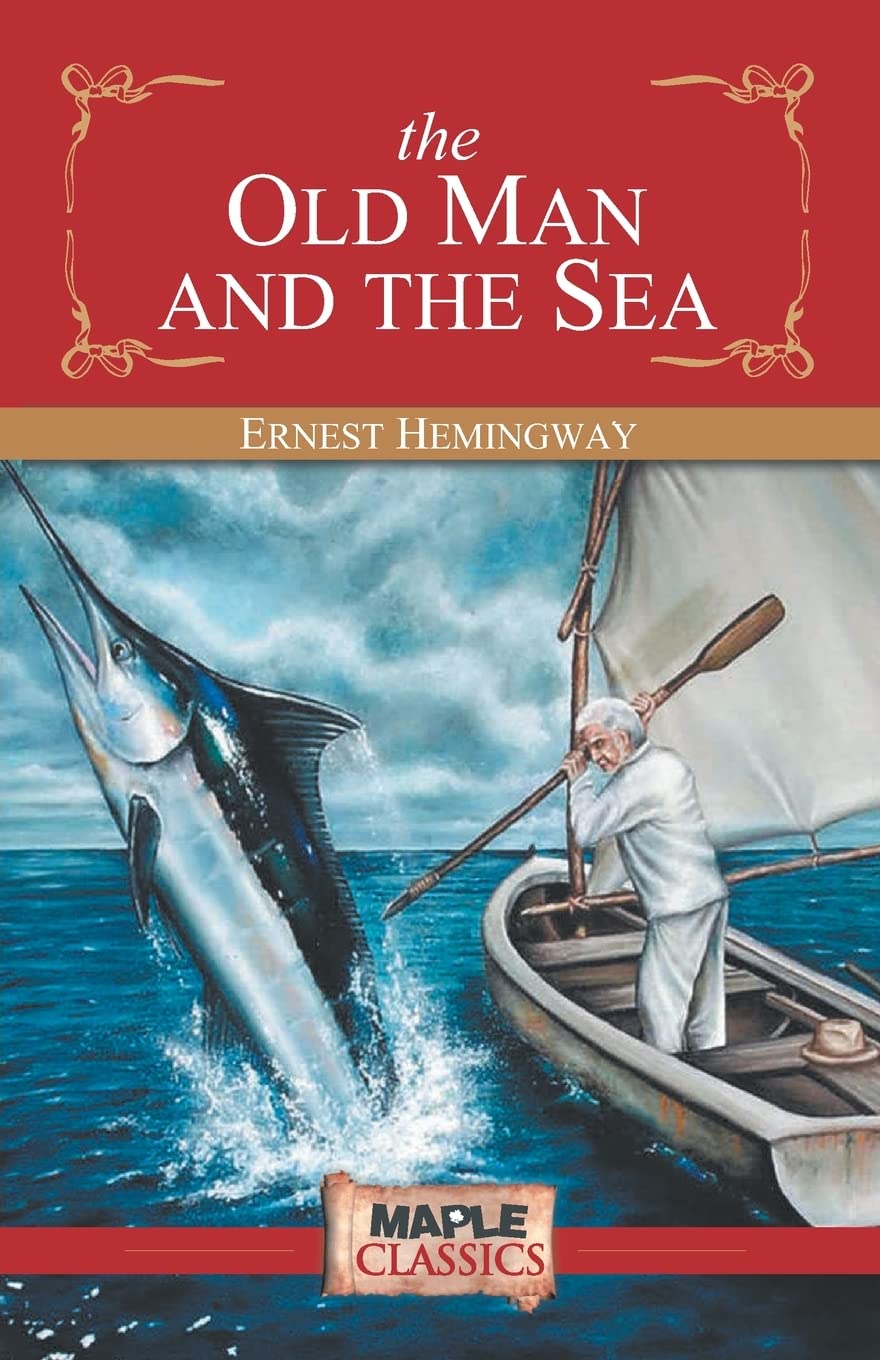 the
OLD MAN
AND THE SEA
ERNEST HEMINGWAY
MAPLE
CLASSICS